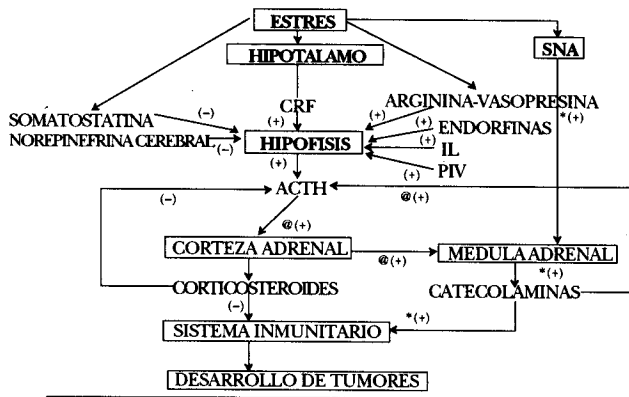 ESTRES
HIPOTALAMO
SNA
CRF
(+)
ARGININA-VASOPRESINA
(+)
*(+)
SOMATOSTATINA
(-)
NOREPINEFRINA CEREBRAL
(-)
HIPOFISIS
ENDORFINAS
(+)
IL
(+)
PIV
(+)
(+)
ACTH
(-)
@(+)
@(+)
CORTEZA ADRENAL
@(+)
MEDULA ADRENAL
*(+)
CORTICOSTEROIDES
CATECOLAMINAS
(-)
*(+)
SISTEMA INMUNITARIO
DESARROLLO DE TUMORES